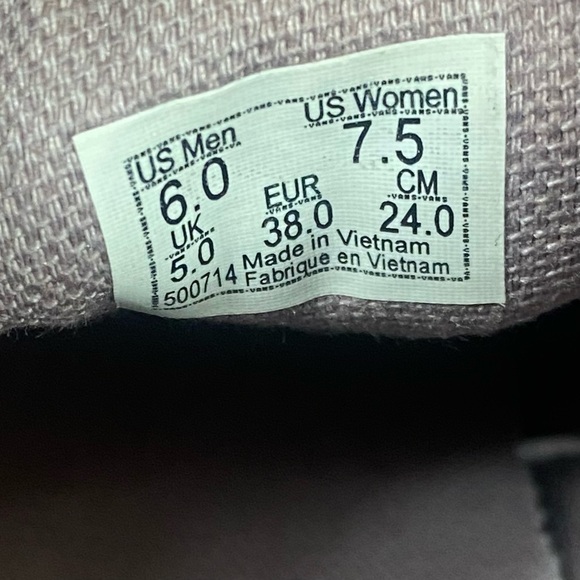 US Men US Women
6.0 7.5
UK EUR CM
5.0 38.0 24.0
Made in Vietnam
500714 Fabrique en Vietnam